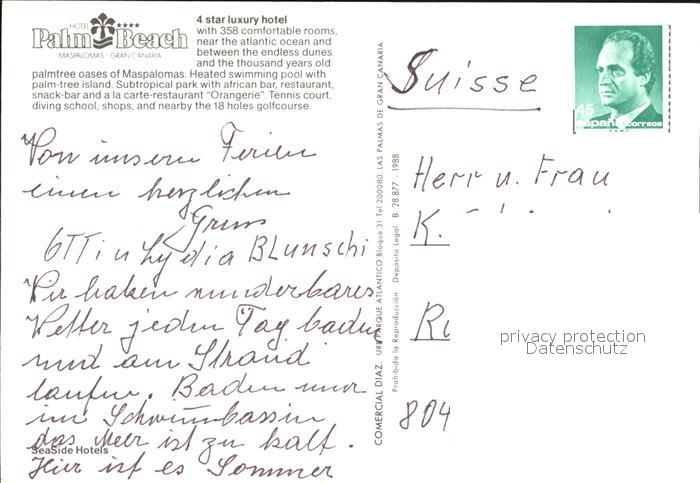 HOTEL ****
Palm Beach
MASPALOMAS · GRAN CANARIA
4 star luxury hotel
with 358 comfortable rooms,
near the atlantic ocean and
between the endless dunes
and the thousand years old
palmtree oases of Maspalomas. Heated swimming pool with
palm-tree island. Subtropical park with african bar, restaurant,
snack-bar and a la carte-restaurant "Orangerie". Tennis court,
diving school, shops, and nearby the 18 holes golfcourse.
Von unsern Ferien
einen herzlichen
Gruss
OTTi u Lydia BLunschi
Wir haben wunderbares
Wetter jeden Tag baden
und am Strand
laufen. Baden nur
im Schwimbassin
das Meer ist zu kalt.
Hier ist es Sommer
SeaSide Hotels
COMERCIAL DIAZ. URB. PARQUE ATLANTICO Bloque 31 Tel 200080. LAS PALMAS DE GRAN CANARIA
Prohibida la Reproducción Deposito Legal B. 28.877 - 1988
Suisse
45
españa correos
Herr u. Frau
K.
804
privacy protection
Datenschutz